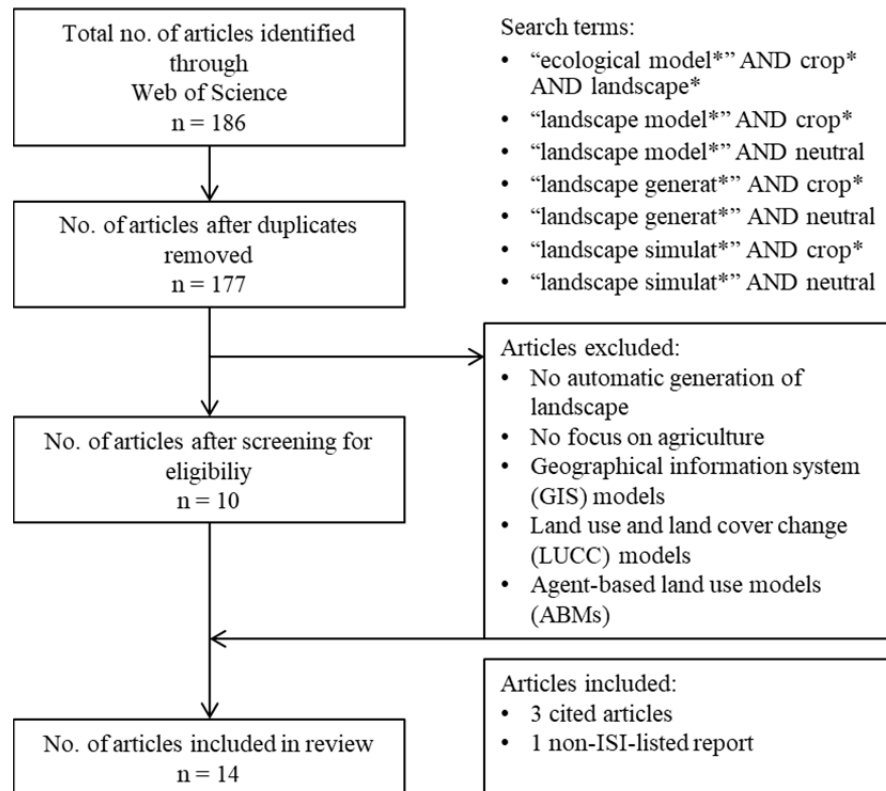 Total no. of articles identified
through
Web of Science
n = 186
Search terms:
• “ecological model*” AND crop*
AND landscape*
• “landscape model*” AND crop*
• “landscape model*” AND neutral
• “landscape generat*” AND crop*
• “landscape generat*” AND neutral
• “landscape simulat*” AND crop*
• “landscape simulat*” AND neutral
No. of articles after duplicates
removed
n = 177
Articles excluded:
• No automatic generation of
landscape
• No focus on agriculture
• Geographical information system
(GIS) models
• Land use and land cover change
(LUCC) models
• Agent-based land use models
(ABMs)
No. of articles after screening for
eligibiliy
n = 10
Articles included:
• 3 cited articles
• 1 non-ISI-listed report
No. of articles included in review
n = 14